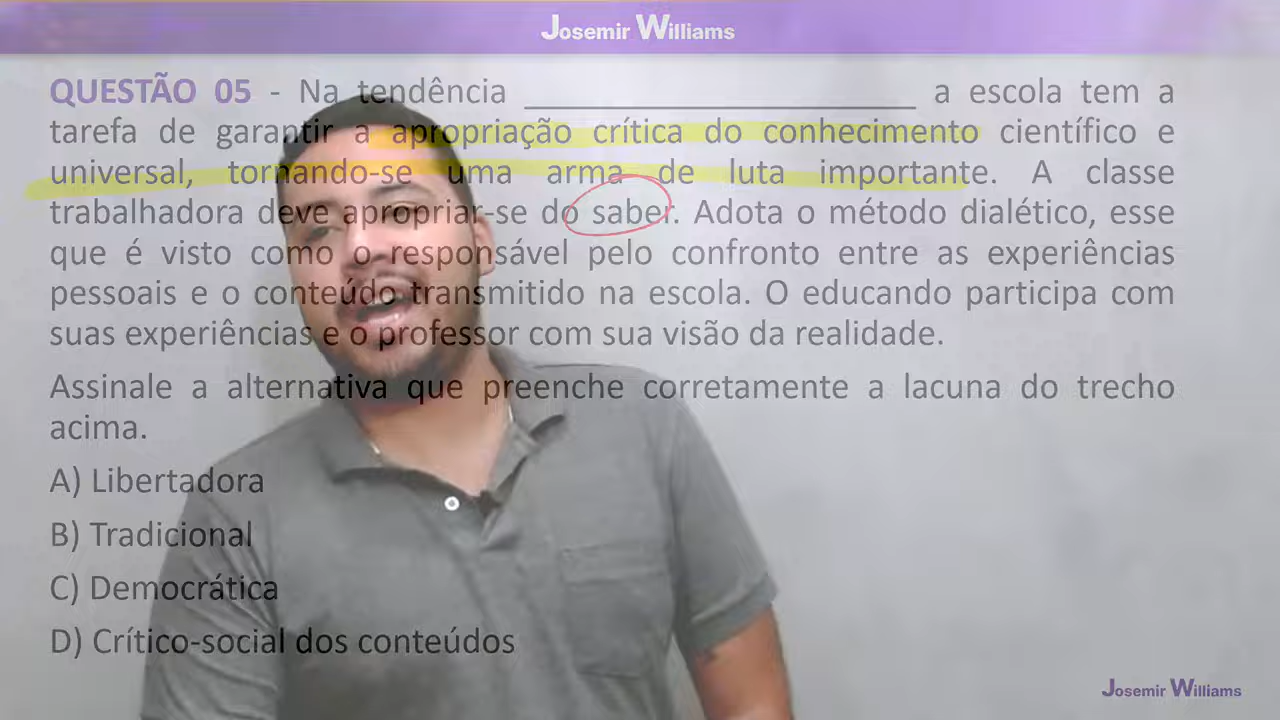 Josemir Williams
QUESTÃO 05 - Na tendência ______________________ a escola tem a
tarefa de garantir a apropriação crítica do conhecimento científico e
universal, tornando-se uma arma de luta importante. A classe
trabalhadora deve apropriar-se do saber. Adota o método dialético, esse
que é visto como o responsável pelo confronto entre as experiências
pessoais e o conteúdo transmitido na escola. O educando participa com
suas experiências e o professor com sua visão da realidade.
Assinale a alternativa que preenche corretamente a lacuna do trecho
acima.
A) Libertadora
B) Tradicional
C) Democrática
D) Crítico-social dos conteúdos
Josemir Williams